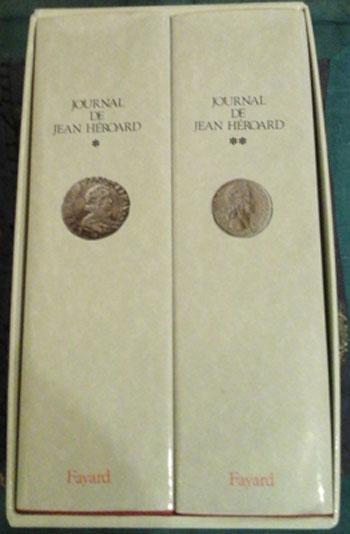 JOURNAL
DE
JEAN HÉROARD
*
Fayard
JOURNAL
DE
JEAN HÉROARD
**
Fayard